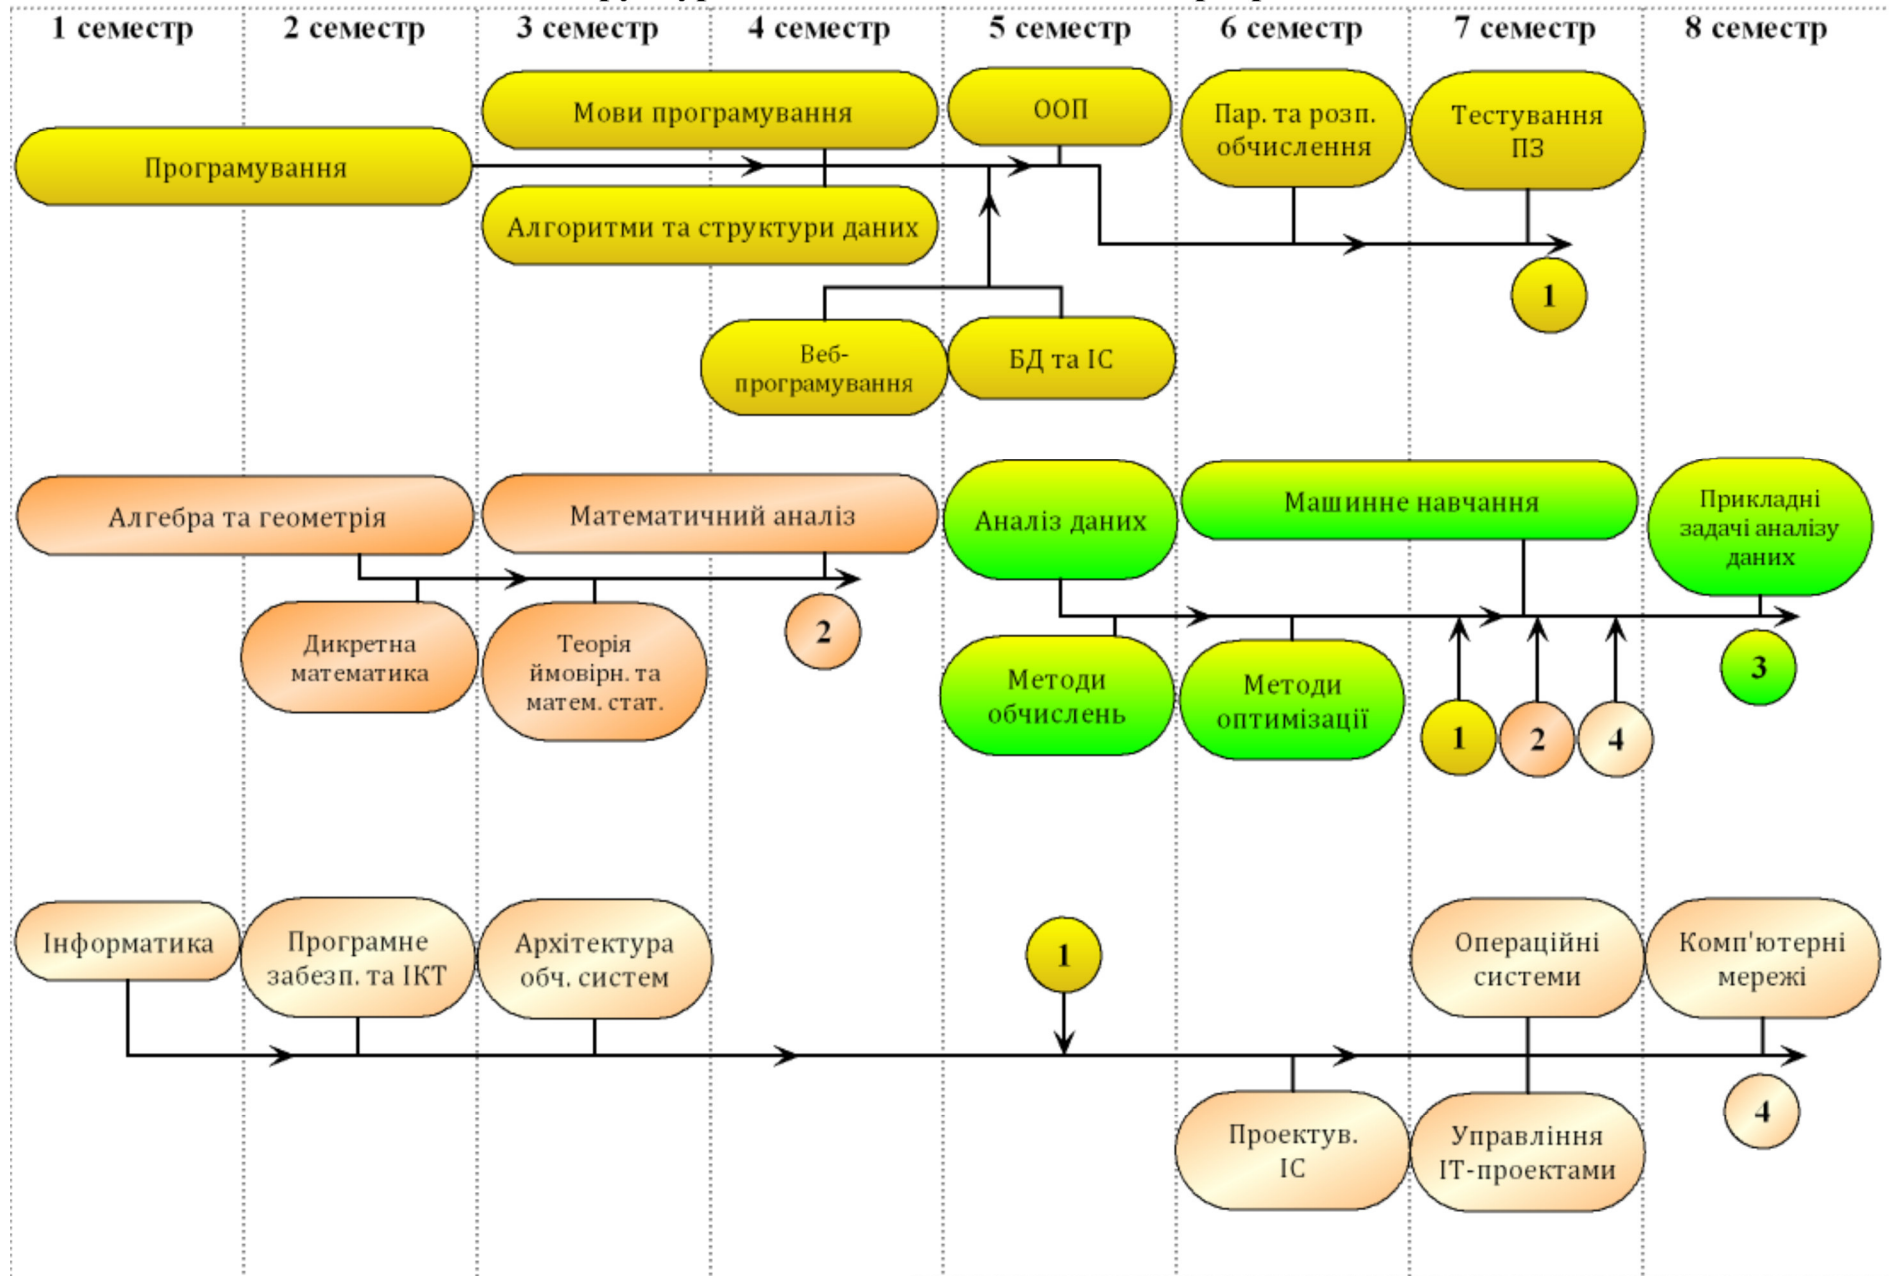 1 семестр
2 семестр
3 семестр
4 семестр
5 семестр
6 семестр
7 семестр
8 семестр
Мови програмування
ООП
Пар. та розп.
обчислення
Тестування
ПЗ
Програмування
Алгоритми та структури даних
1
Веб-
програмування
БД та ІС
Алгебра та геометрія
Математичний аналіз
Аналіз даних
Машинне навчання
Прикладні
задачі аналізу
даних
Дикретна
математика
Теорія
ймовірн. та
матем. стат.
2
Методи
обчислень
Методи
оптимізації
1
2
4
3
Інформатика
Програмне
забезп. та ІКТ
Архітектура
обч. систем
1
Операційні
системи
Комп'ютерні
мережі
Проектув.
ІС
Управління
ІТ-проектами
4